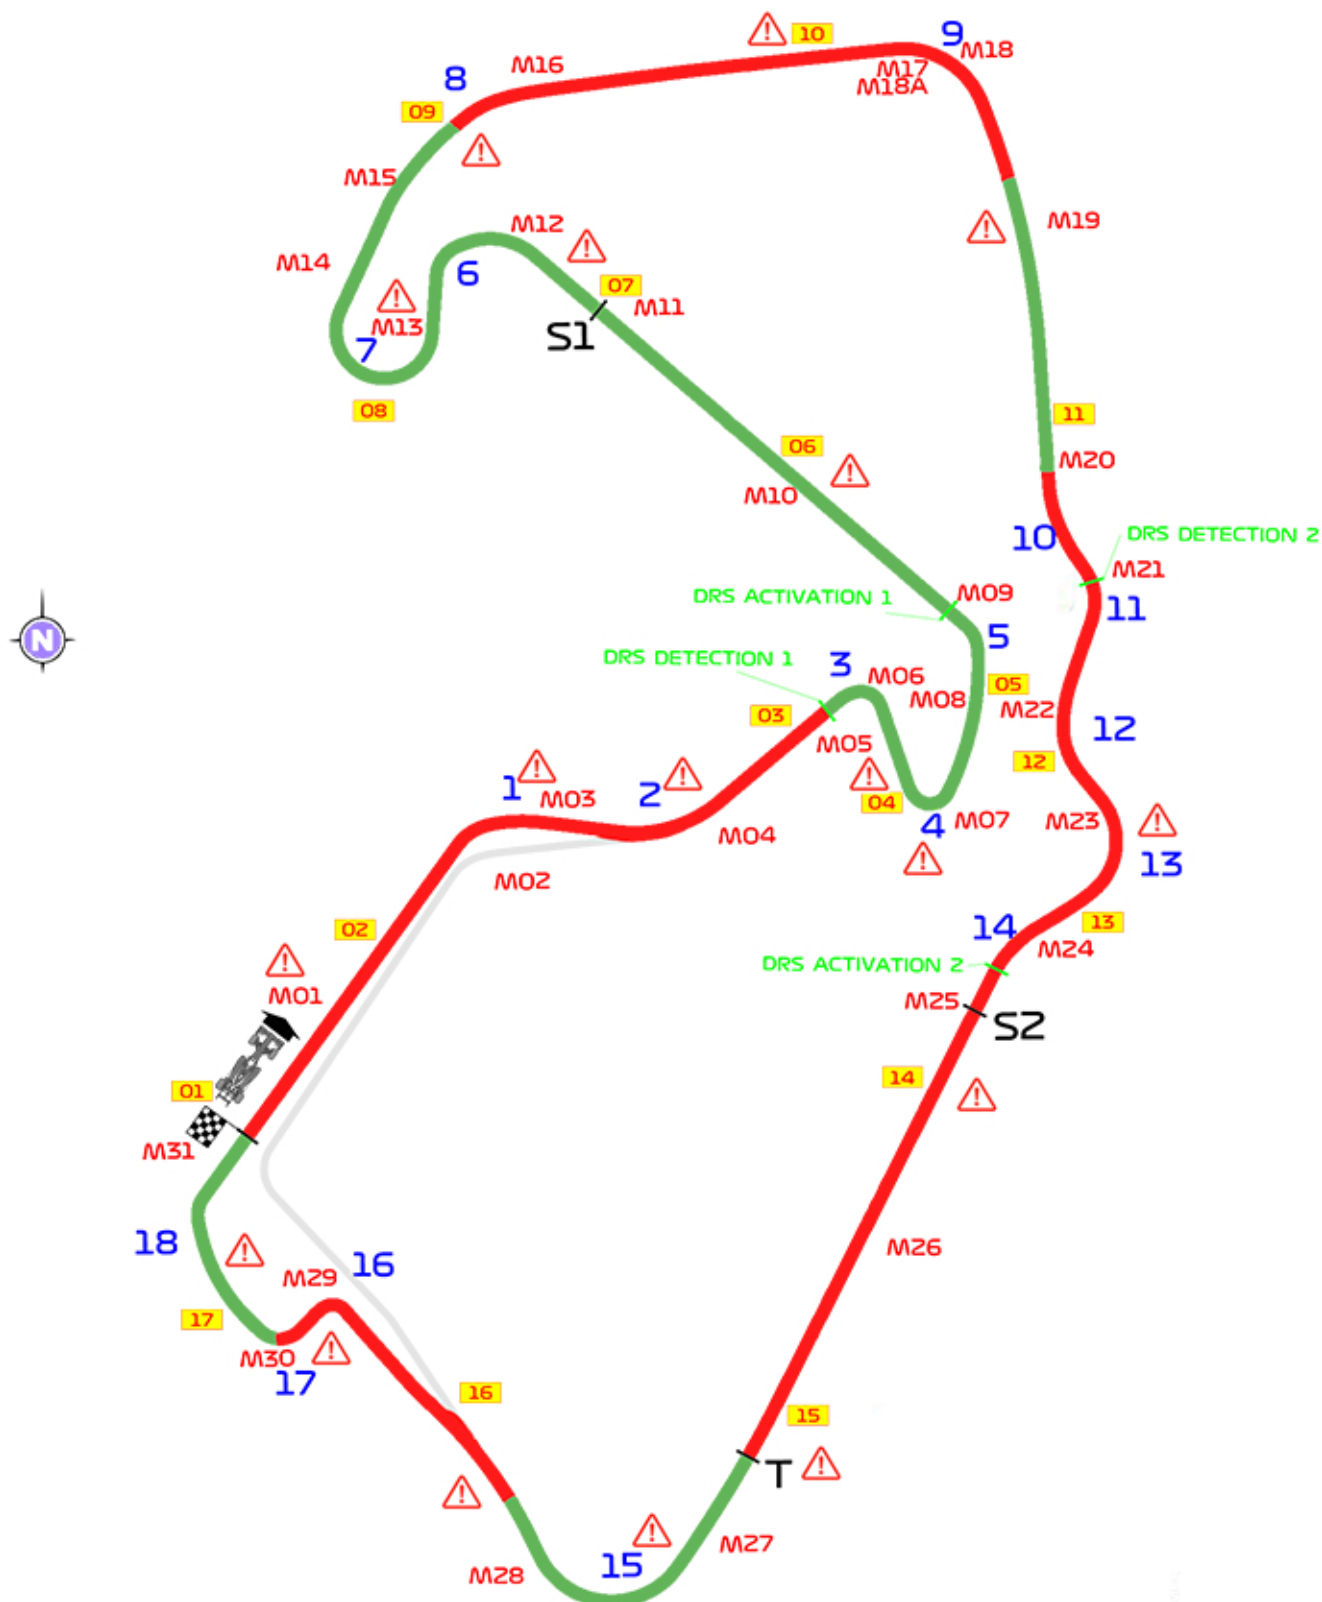 10
9
M18
M16
M17
8
M18A
09
M15
M19
M12
M14
6
07
M11
M13
S1
7
08
11
06
M20
M10
10
DRS DETECTION 2
M21
DRS ACTIVATION 1
M09
11
N
5
DRS DETECTION 1
3
M06
05
M08
M22
03
12
M05
12
1
M03
2
04
M07
M23
4
M04
13
M02
02
14
13
M24
DRS ACTIVATION 2
M01
M25
S2
14
01
M31
18
M26
16
M29
17
M30
17
16
15
T
M27
15
M28